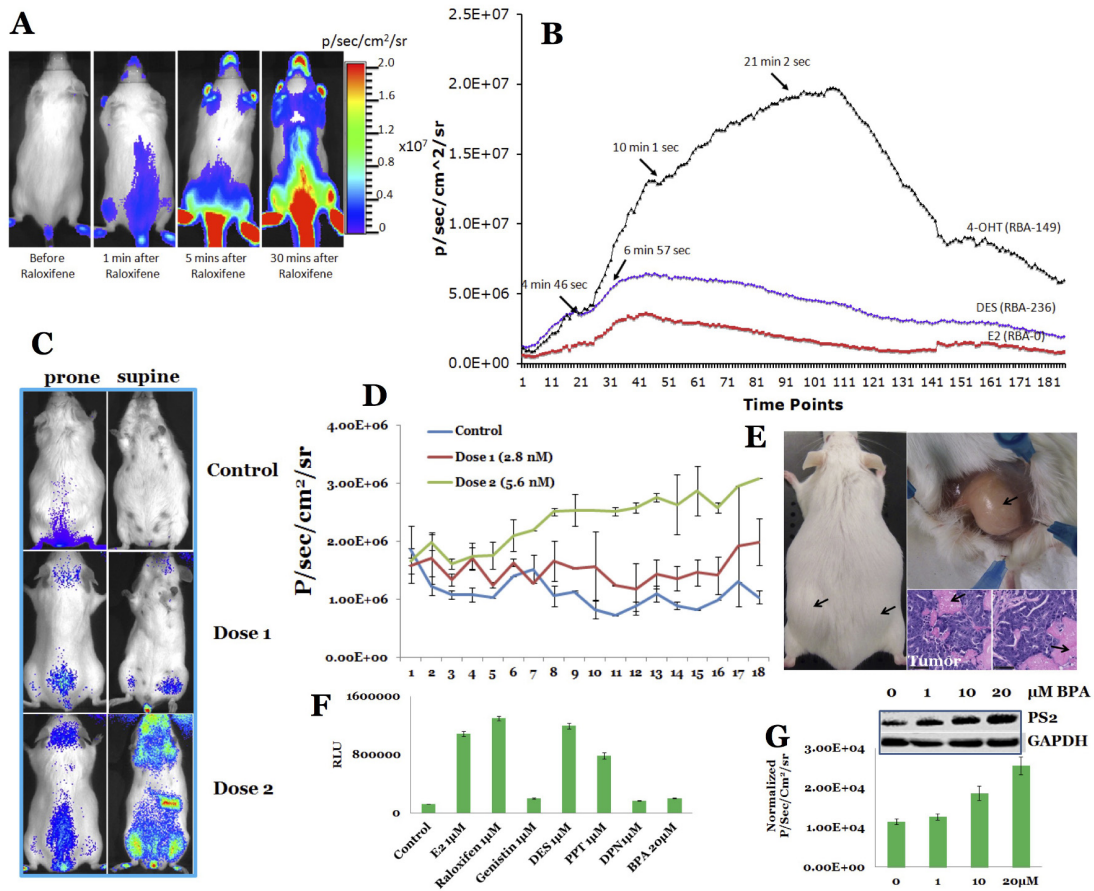 A
p/sec/cm²/sr
2.0
1.6
1.2
x10⁷
0.8
0.4
0
Before Raloxifene
1 min after Raloxifene
5 mins after Raloxifene
30 mins after Raloxifene
B
p/sec/cm^2/sr
2.5E+07
2.0E+07
1.5E+07
1.0E+07
5.0E+06
0.0E+00
21 min 2 sec
10 min 1 sec
6 min 57 sec
4 min 46 sec
4-OHT (RBA-149)
DES (RBA-236)
E2 (RBA-0)
1 11 21 31 41 51 61 71 81 91 101 111 121 131 141 151 161 171 181
Time Points
C
prone supine
Control
Dose 1
Dose 2
D
P/sec/cm²/sr
4.00E+06
3.00E+06
2.00E+06
1.00E+06
0.00E+00
Control
Dose 1 (2.8 nM)
Dose 2 (5.6 nM)
1 2 3 4 5 6 7 8 9 10 11 12 13 14 15 16 17 18
E
Tumor
F
RLU
1600000
800000
0
Control
E2 1µM
Raloxifen 1µM
Genistin 1µM
DES 1µM
PPT 1µM
DPN 1µM
BPA 20µM
G
0 1 10 20 µM BPA
PS2
GAPDH
Normalized
P/Sec/Cm²/sr
3.00E+04
2.00E+04
1.00E+04
0.00E+00
0 1 10 20µM